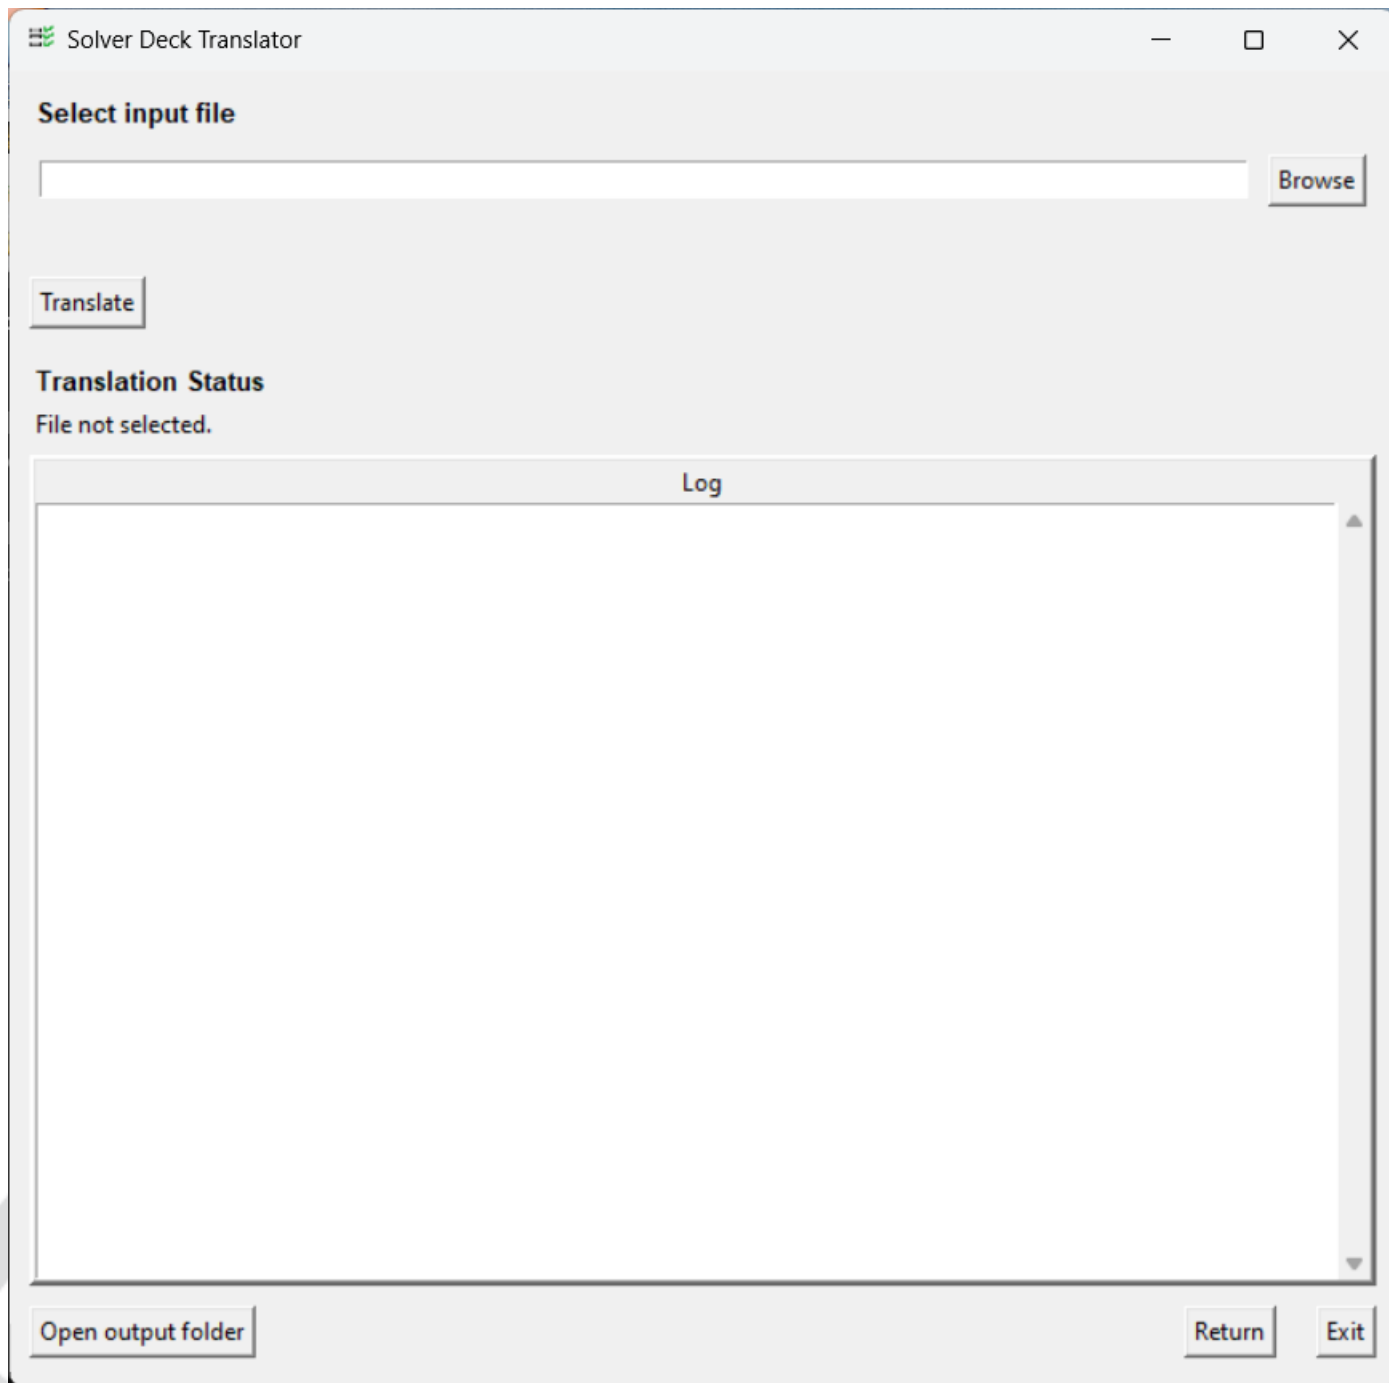 Solver Deck Translator
Select input file
Browse
Translate
Translation Status
File not selected.
Log
Open output folder
Return
Exit